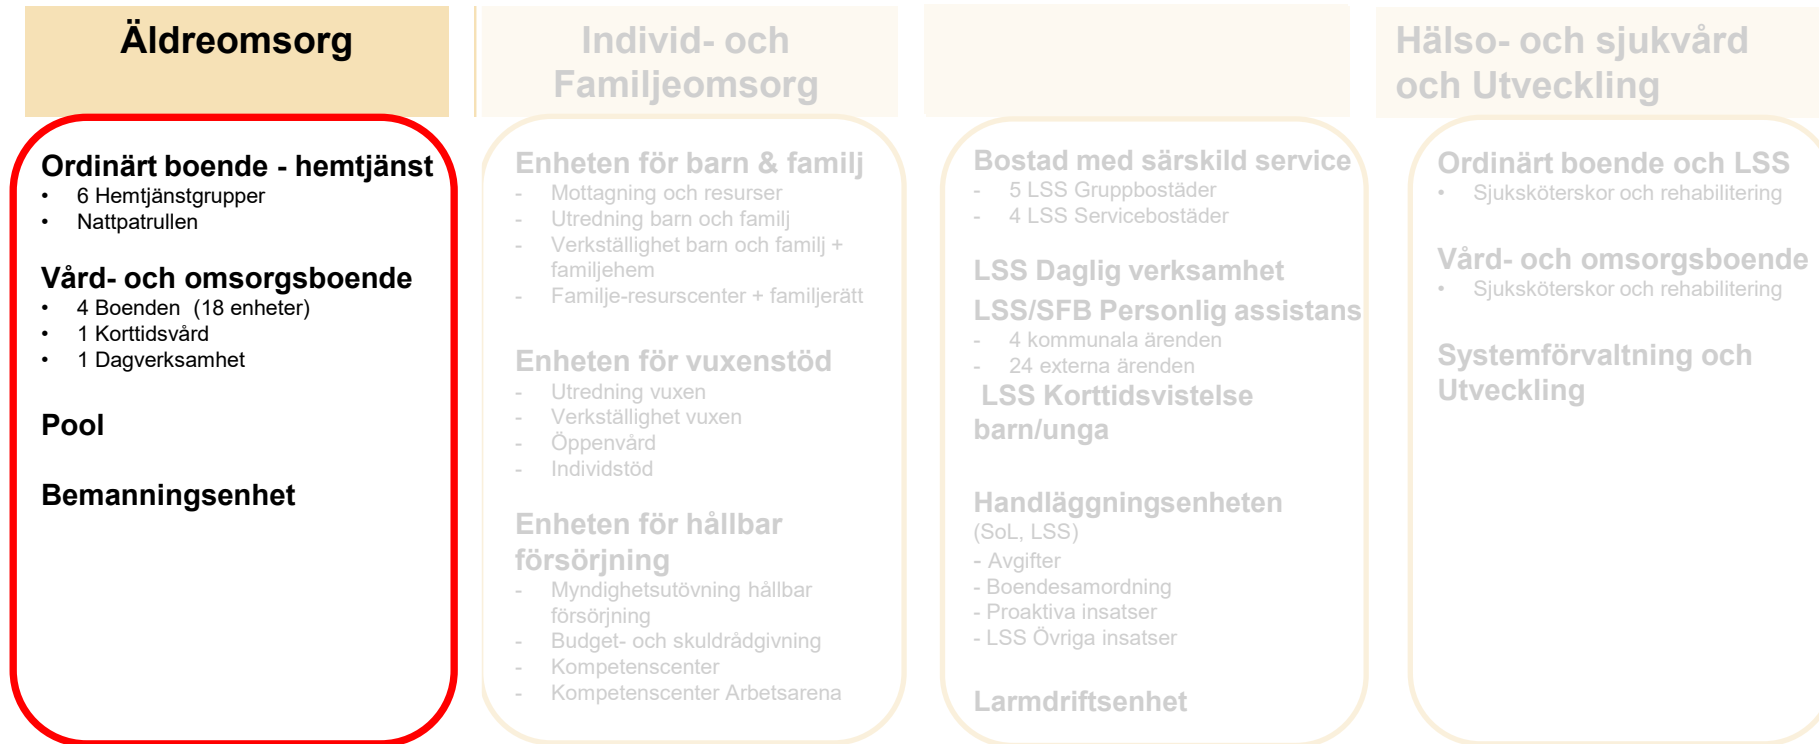 Äldreomsorg
Ordinärt boende - hemtjänst
• 6 Hemtjänstgrupper
• Nattpatrullen
Vård- och omsorgsboende
• 4 Boenden (18 enheter)
• 1 Korttidsvård
• 1 Dagverksamhet
Pool
Bemanningsenhet
Individ- och
Familjeomsorg
Enheten för barn & familj
- Mottagning och resurser
- Utredning barn och familj
- Verkställighet barn och familj +
familjehem
- Familje-resurscenter + familjerätt
Enheten för vuxenstöd
- Utredning vuxen
- Verkställighet vuxen
- Öppenvård
- Individstöd
Enheten för hållbar
försörjning
- Myndighetsutövning hållbar
försörjning
- Budget- och skuldrådgivning
- Kompetenscenter
- Kompetenscenter Arbetsarena
Bostad med särskild service
- 5 LSS Gruppbostäder
- 4 LSS Servicebostäder
LSS Daglig verksamhet
LSS/SFB Personlig assistans
- 4 kommunala ärenden
- 24 externa ärenden
LSS Korttidsvistelse
barn/unga
Handläggningsenheten
(SoL, LSS)
- Avgifter
- Boendesamordning
- Proaktiva insatser
- LSS Övriga insatser
Larmdriftsenhet
Hälso- och sjukvård
och Utveckling
Ordinärt boende och LSS
• Sjuksköterskor och rehabilitering
Vård- och omsorgsboende
• Sjuksköterskor och rehabilitering
Systemförvaltning och
Utveckling